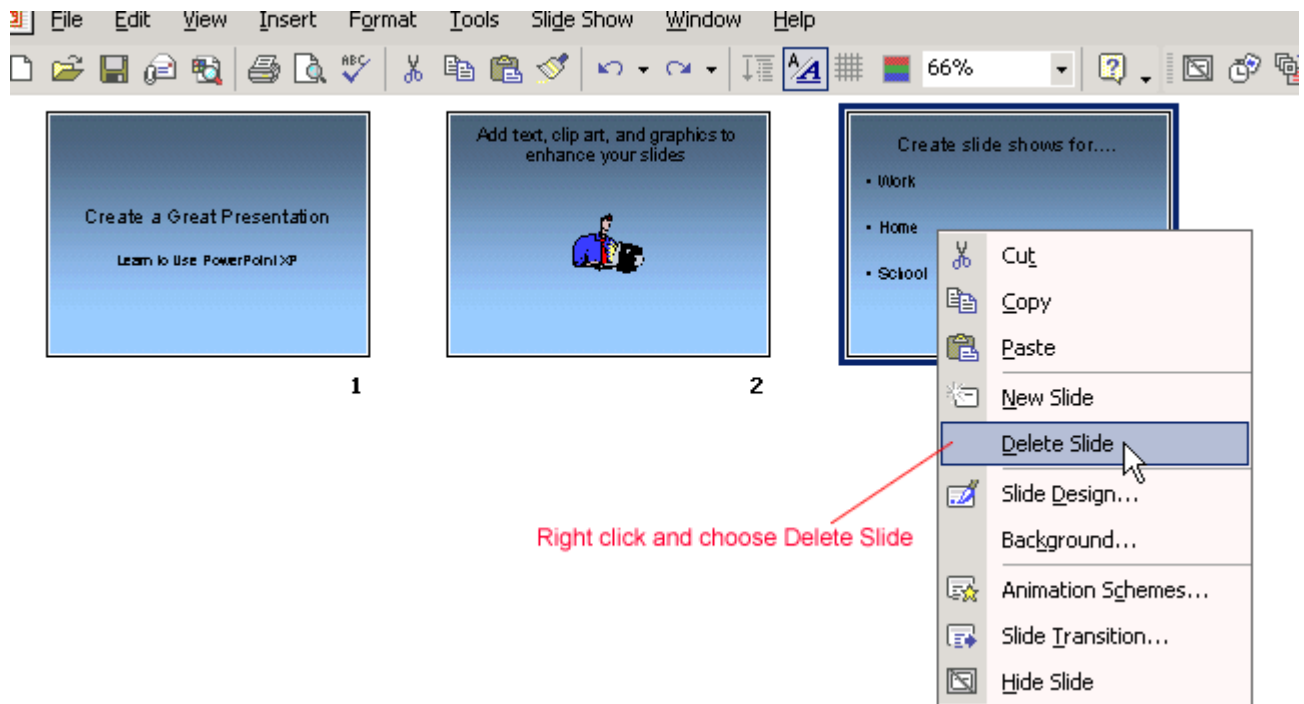 File Edit View Insert Format Tools Slide Show Window Help
ABC A A 66% ?
Create a Great Presentation
Learn to Use PowerPoint XP
1
Add text, clip art, and graphics to
enhance your slides
2
Create slide shows for....
• Work
• Home
• School
Cut
Copy
Paste
New Slide
Delete Slide
Slide Design...
Background...
Animation Schemes...
Slide Transition...
Hide Slide
Right click and choose Delete Slide